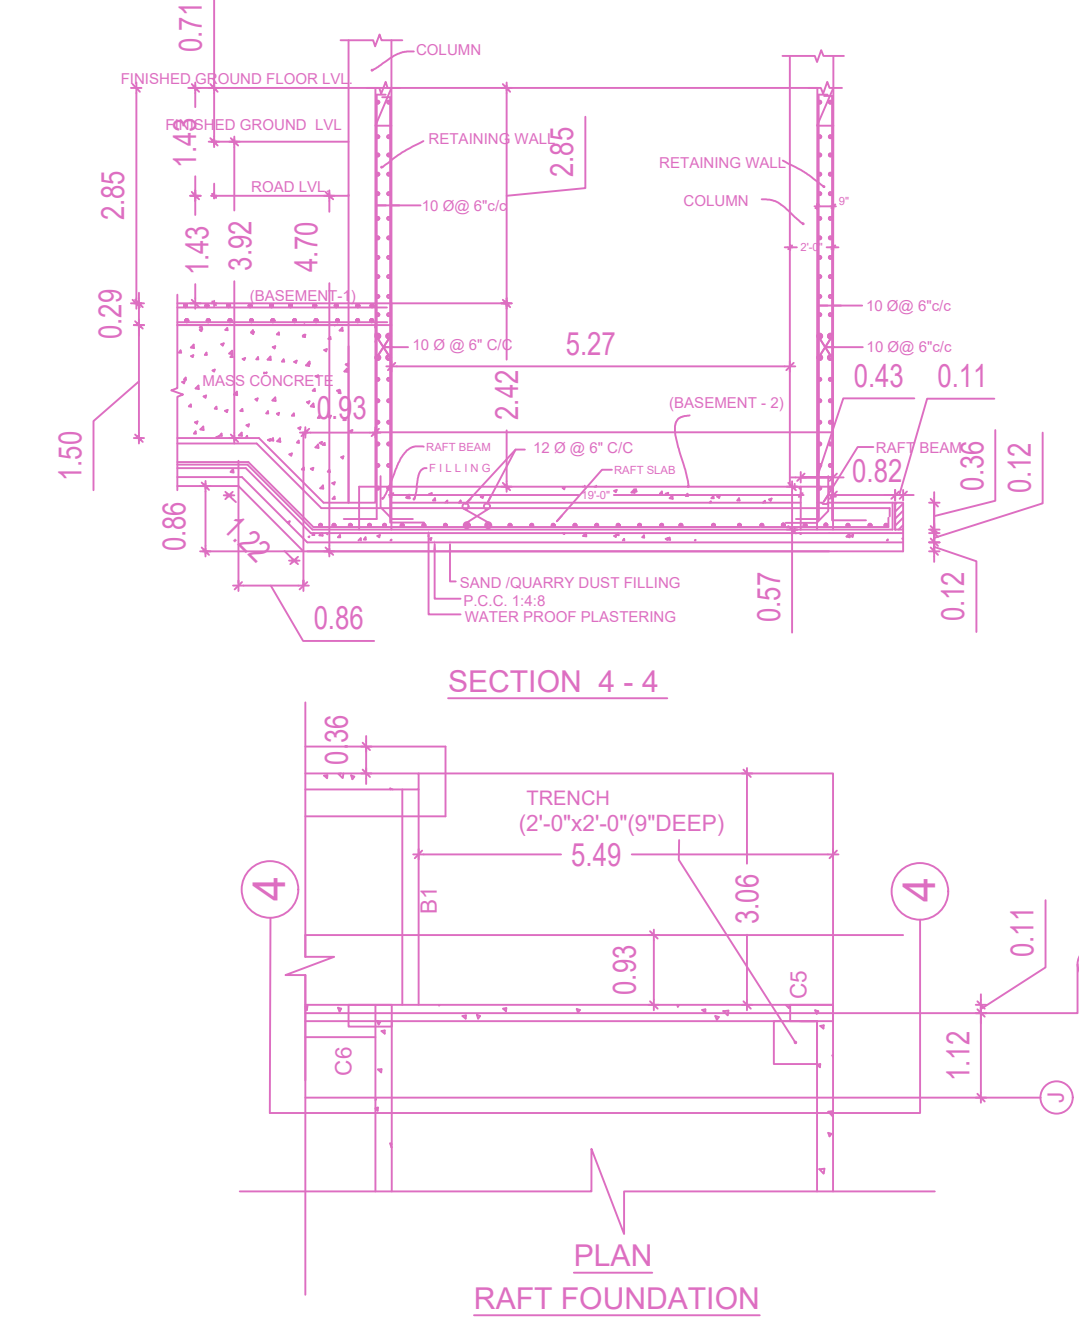 0.71
COLUMN
FINISHED GROUND FLOOR LVL.
FINISHED GROUND LVL
1.43
RETAINING WALL
2.85
RETAINING WALL
2.85
ROAD LVL
COLUMN
9"
10 Ø@ 6"c/c
1.43
3.92
4.70
2'-0"
(BASEMENT-1)
0.29
10 Ø@ 6"c/c
10 Ø @ 6" C/C
5.27
10 Ø@ 6"c/c
MASS CONCRETE
0.43
0.11
0.93
2.42
(BASEMENT - 2)
1.50
RAFT BEAM
12 Ø @ 6" C/C
RAFT BEAM
FILLING
RAFT SLAB
0.82
0.36
0.12
19'-0"
0.86
1.22
SAND /QUARRY DUST FILLING
P.C.C. 1:4:8
WATER PROOF PLASTERING
0.57
0.12
0.86
SECTION 4 - 4
0.36
TRENCH
(2'-0"x2'-0"(9"DEEP)
5.49
4
B1
3.06
4
0.93
C5
0.11
C6
1.12
J
PLAN
RAFT FOUNDATION